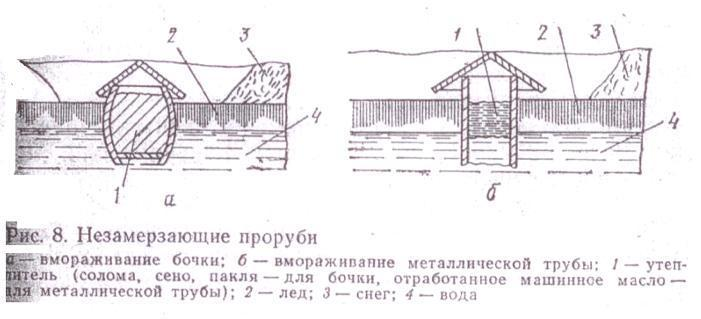 2 3 1 2 3
4 4
1 а б
Рис. 8. Незамерзающие проруби
а — вмораживание бочки; б — вмораживание металлической трубы; 1 — утеп-
литель (солома, сено, пакля — для бочки, отработанное машинное масло —
для металлической трубы); 2 — лед; 3 — снег; 4 — вода